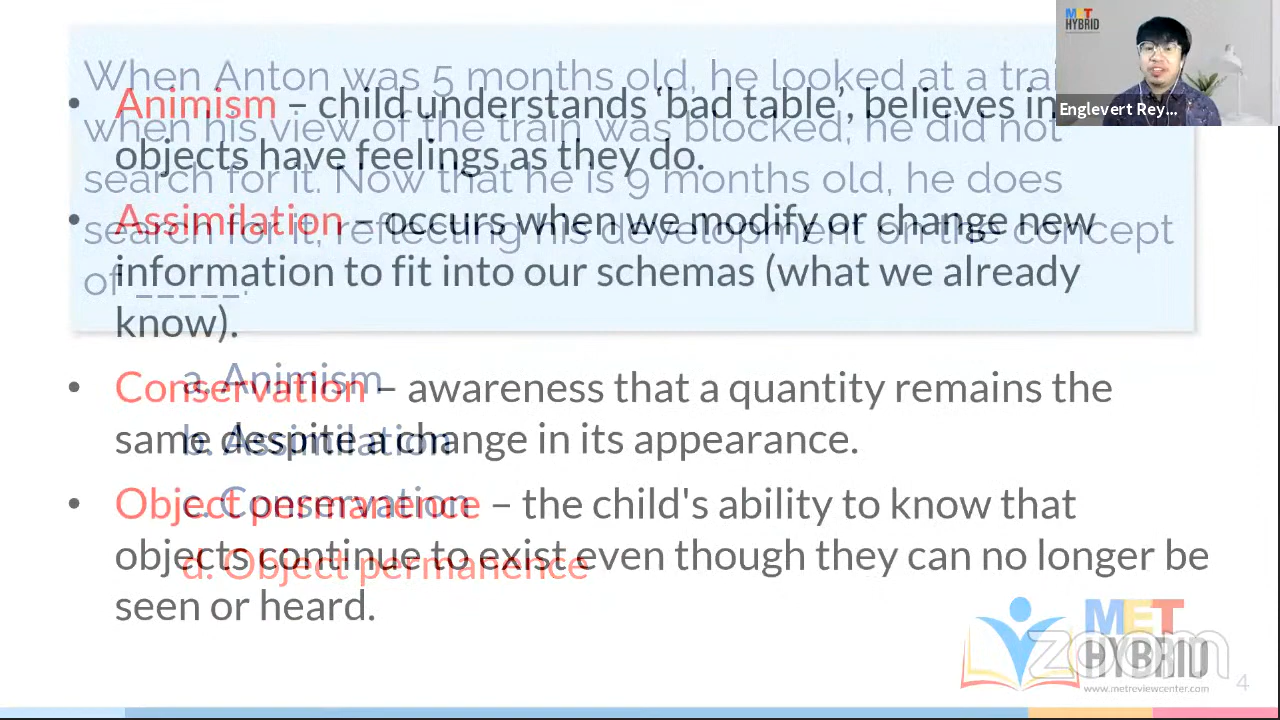 When Anton was 5 months old, he looked at a trai
when his view of the train was blocked, he did not
search for it. Now that he is 9 months old, he does
search for it, reflecting his development on the concept
of _____.
a. Animism
b. Assimilation
c. Conservation
d. Object permanence
• Animism – child understands ‘bad table’, believes in
objects have feelings as they do.
• Assimilation – occurs when we modify or change new
information to fit into our schemas (what we already
know).
• Conservation – awareness that a quantity remains the
same despite a change in its appearance.
• Object permanence – the child's ability to know that
objects continue to exist even though they can no longer be
seen or heard.
MET
HYBRID
Englevert Rey...
MET
HYBRID
www.metreviewcenter.com
zoom
4